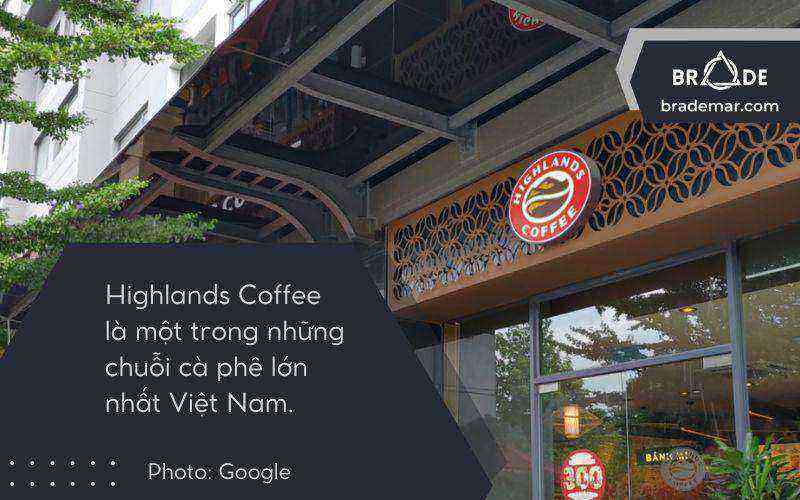 BRADE
brademar.com
HIGHLANDS
COFFEE
Highlands Coffee
là một trong những
chuỗi cà phê lớn
nhất Việt Nam.
300
Photo: Google